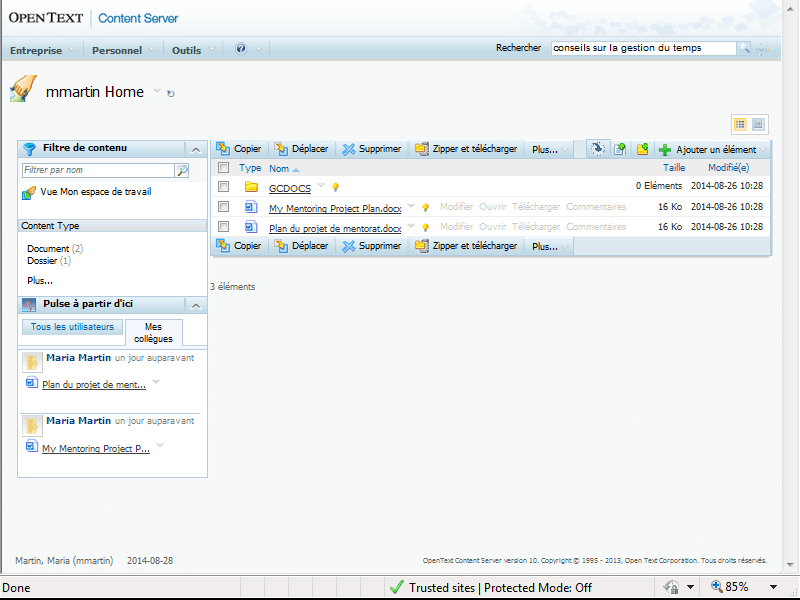 OPEN TEXT | Content Server
Entreprise Personnel Outils Rechercher conseils sur la gestion du temps
mmartin Home
Filtre de contenu
Filtrer par nom
Vue Mon espace de travail
Content Type
Document (2)
Dossier (1)
Plus...
Pulse à partir d'ici
Tous les utilisateurs
Mes
collègues
Maria Martin un jour auparavant
Plan du projet de ment...
Maria Martin un jour auparavant
My Mentoring Project P...
Copier Déplacer Supprimer Zipper et télécharger Plus... Ajouter un élément
Type Nom Taille Modifié(e)
GCDOCS 0 Eléments 2014-08-26 10:28
My Mentoring Project Plan.docx Modifier Ouvrir Télécharger Commentaires 16 Ko 2014-08-26 10:28
Plan du projet de mentorat.docx Modifier Ouvrir Télécharger Commentaires 16 Ko 2014-08-26 10:28
Copier Déplacer Supprimer Zipper et télécharger Plus...
3 éléments
Martin, Maria (mmartin) 2014-08-28 OpenText Content Server version 10. Copyright © 1995 - 2013, Open Text Corporation. Tous droits réservés.
Done Trusted sites | Protected Mode: Off 85%